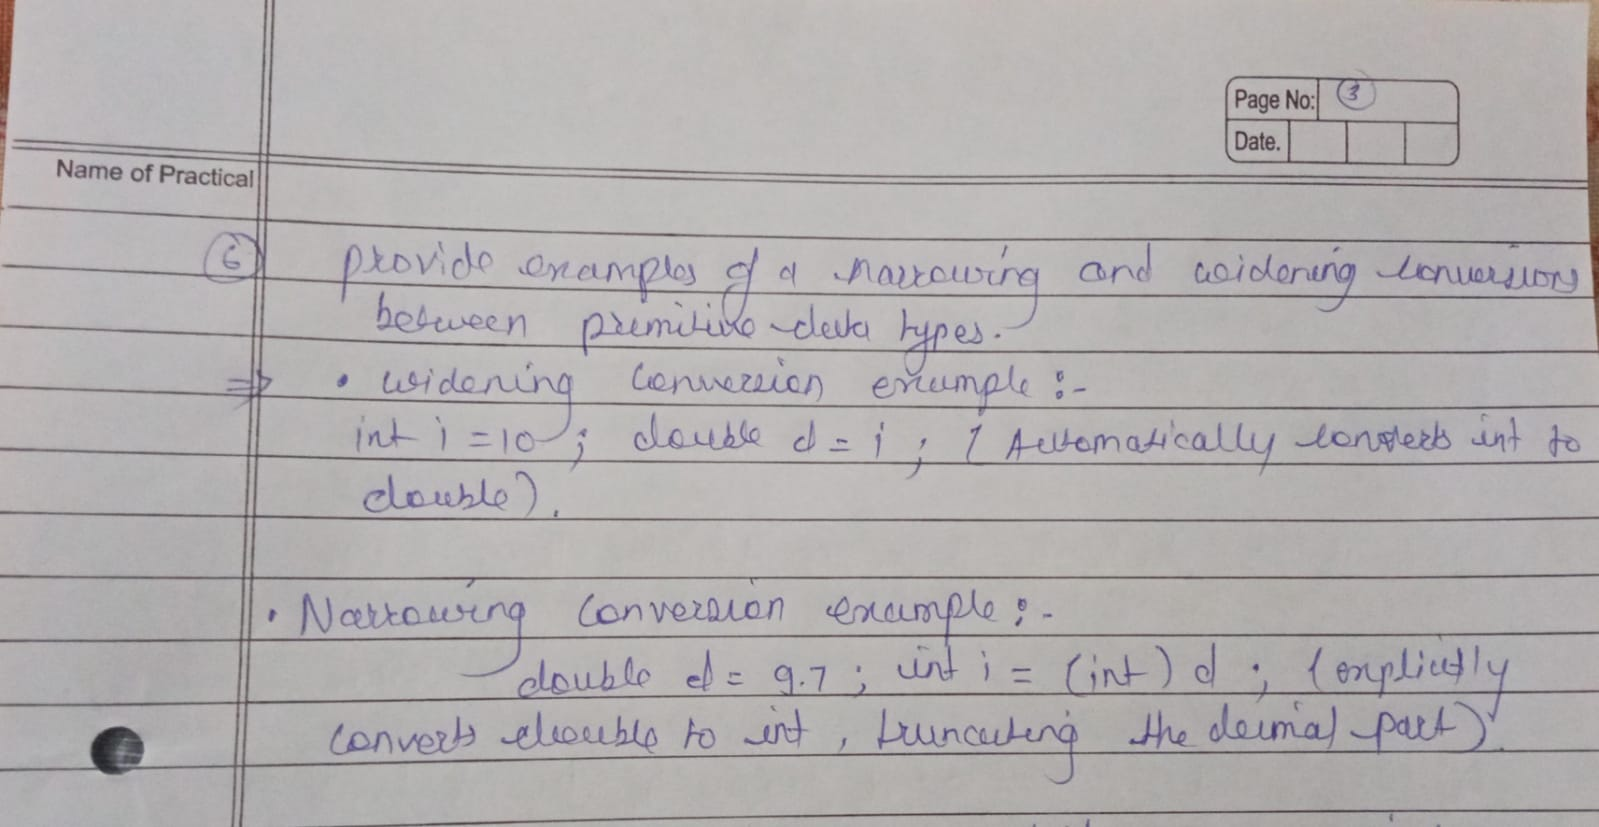 Page No: 3
Date.
Name of Practical
6 provide examples of a narrowing and widening conversions
between primitive data types.
⇒ • widening conversion example :-
int i = 10 ; double d = i ; ( Automatically converts int to
double).
• Narrowing conversion example :-
double d = 9.7 ; int i = (int) d ; (explicitly
converts double to int , truncating the decimal part)